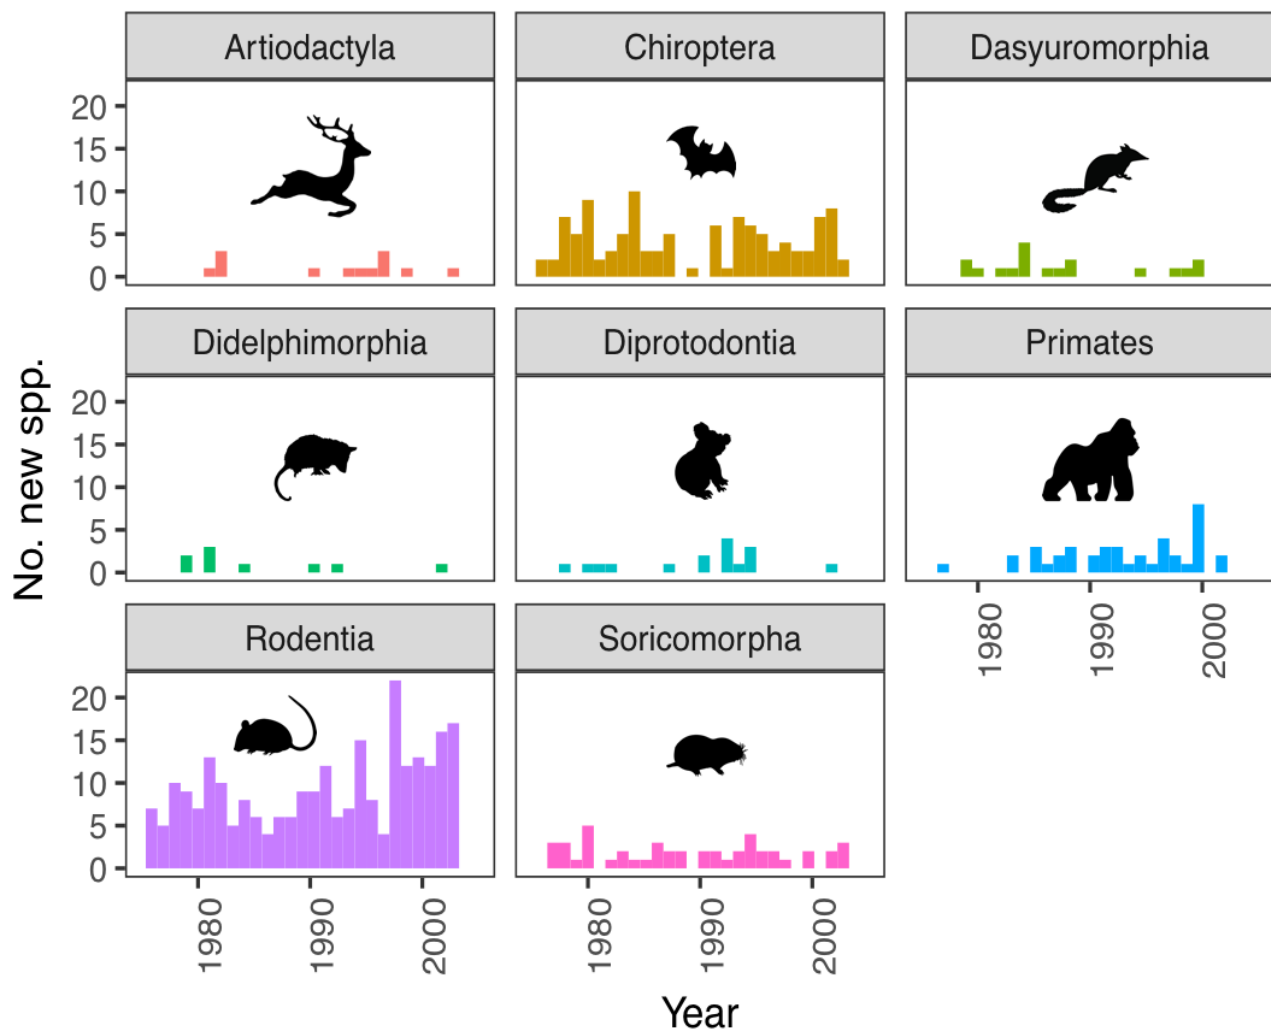 Artiodactyla Chiroptera Dasyuromorphia
20
15
10
5
0
Didelphimorphia Diprotodontia Primates
No. new spp.
20
15
10
5
0
1980 1990 2000
Rodentia Soricomorpha
20
15
10
5
0
1980 1990 2000 1980 1990 2000
Year